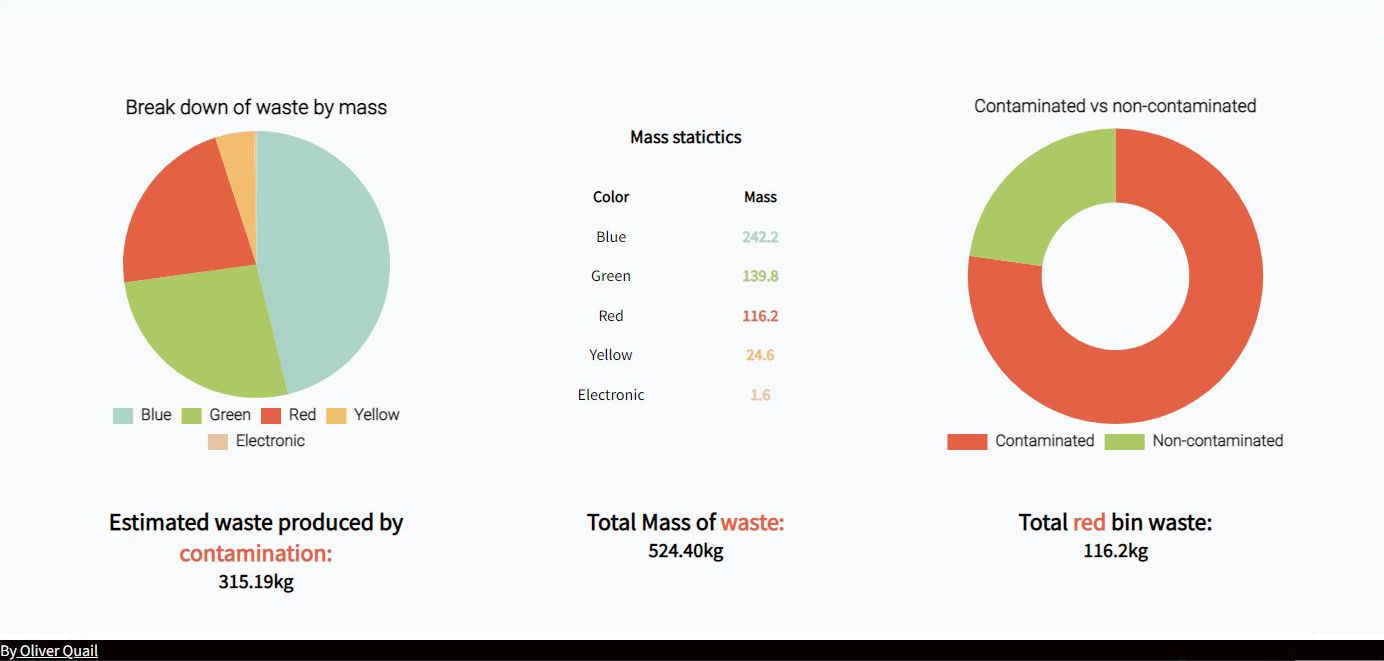 Break down of waste by mass
Blue Green Red Yellow
Electronic
Estimated waste produced by
contamination:
315.19kg
Mass statictics
Color Mass
Blue 242.2
Green 139.8
Red 116.2
Yellow 24.6
Electronic 1.6
Total Mass of waste:
524.40kg
Contaminated vs non-contaminated
Contaminated Non-contaminated
Total red bin waste:
116.2kg
By Oliver Quail